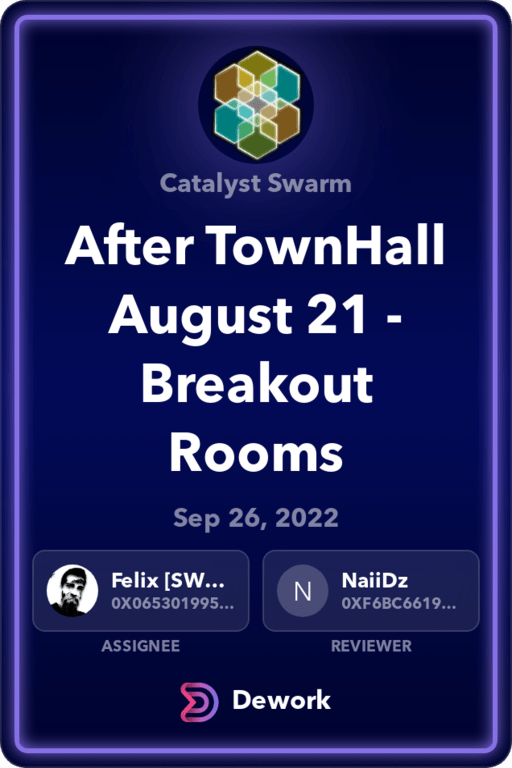 Catalyst Swarm
After TownHall
August 21 -
Breakout
Rooms
Sep 26, 2022
Felix [SW...
0X065301995...
ASSIGNEE
N
NaiiDz
0XF6BC6619...
REVIEWER
Dework